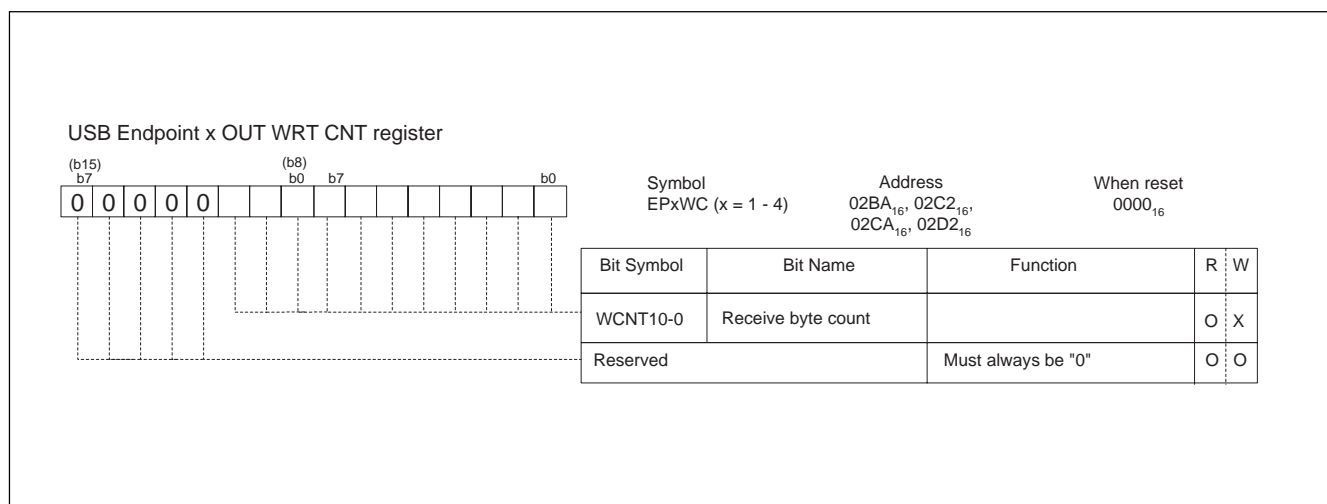 USB Endpoint x OUT WRT CNT register
(b15) (b8)
b7 b0 b7 b0
0 0 0 0 0
Symbol Address When reset
EPxWC (x = 1 - 4) 02BA16, 02C216, 000016
02CA16, 02D216
Bit Symbol Bit Name Function R W
WCNT10-0 Receive byte count O X
Reserved Must always be "0" O O